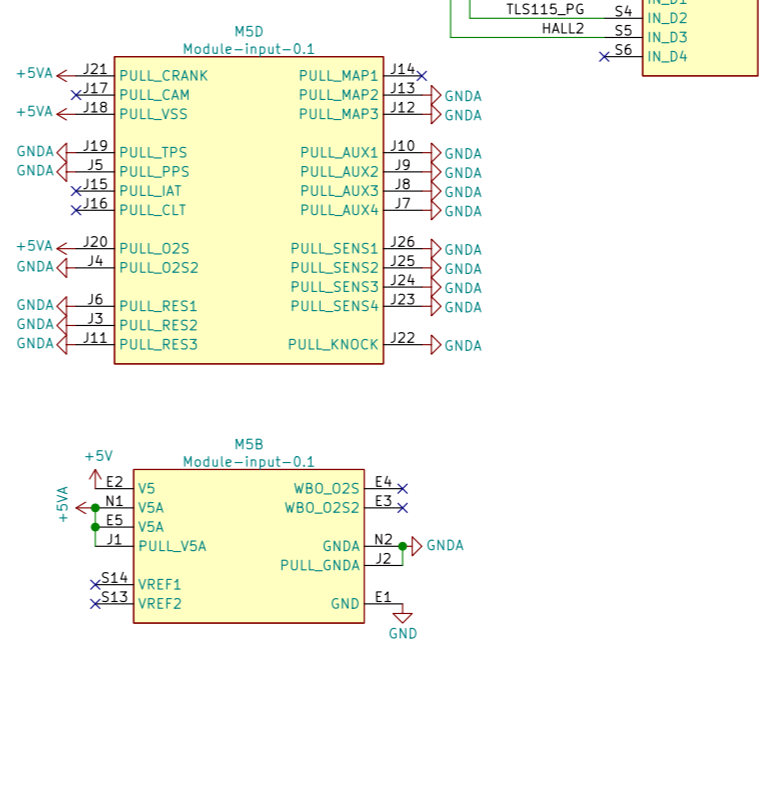 IN_D1
TLS115_PG S4 IN_D2
HALL2 S5 IN_D3
S6 IN_D4
M5D
Module-input-0.1
+5VA J21 PULL_CRANK PULL_MAP1 J14
J17 PULL_CAM PULL_MAP2 J13 GNDA
+5VA J18 PULL_VSS PULL_MAP3 J12 GNDA
GNDA J19 PULL_TPS PULL_AUX1 J10 GNDA
GNDA J5 PULL_PPS PULL_AUX2 J9 GNDA
J15 PULL_IAT PULL_AUX3 J8 GNDA
J16 PULL_CLT PULL_AUX4 J7 GNDA
+5VA J20 PULL_O2S PULL_SENS1 J26 GNDA
GNDA J4 PULL_O2S2 PULL_SENS2 J25 GNDA
PULL_SENS3 J24 GNDA
GNDA J6 PULL_RES1 PULL_SENS4 J23 GNDA
GNDA J3 PULL_RES2
GNDA J11 PULL_RES3 PULL_KNOCK J22 GNDA
M5B
Module-input-0.1
+5V
E2 V5 WBO_O2S E4
+5VA N1 V5A WBO_O2S2 E3
E5 V5A
J1 PULL_V5A GNDA N2 GNDA
PULL_GNDA J2
S14 VREF1
S13 VREF2 GND E1
GND